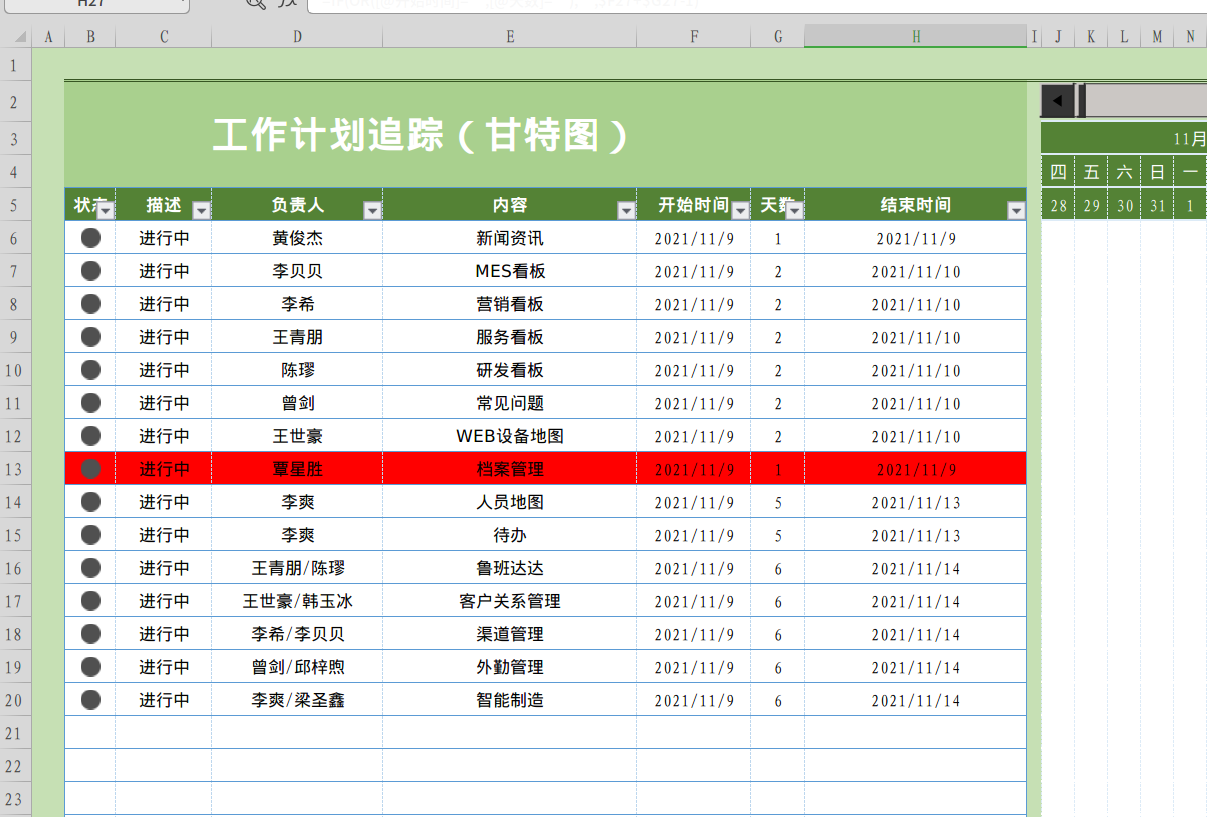 H27
A B C D E F G H I J K L M N
1
2
3 工作计划追踪（甘特图） 11月
4 四 五 六 日 一
5 状态 描述 负责人 内容 开始时间 天数 结束时间 28 29 30 31 1
6 进行中 黄俊杰 新闻资讯 2021/11/9 1 2021/11/9
7 进行中 李贝贝 MES看板 2021/11/9 2 2021/11/10
8 进行中 李希 营销看板 2021/11/9 2 2021/11/10
9 进行中 王青朋 服务看板 2021/11/9 2 2021/11/10
10 进行中 陈璆 研发看板 2021/11/9 2 2021/11/10
11 进行中 曾剑 常见问题 2021/11/9 2 2021/11/10
12 进行中 王世豪 WEB设备地图 2021/11/9 2 2021/11/10
13 进行中 覃星胜 档案管理 2021/11/9 1 2021/11/9
14 进行中 李爽 人员地图 2021/11/9 5 2021/11/13
15 进行中 李爽 待办 2021/11/9 5 2021/11/13
16 进行中 王青朋/陈璆 鲁班达达 2021/11/9 6 2021/11/14
17 进行中 王世豪/韩玉冰 客户关系管理 2021/11/9 6 2021/11/14
18 进行中 李希/李贝贝 渠道管理 2021/11/9 6 2021/11/14
19 进行中 曾剑/邱梓煦 外勤管理 2021/11/9 6 2021/11/14
20 进行中 李爽/梁圣鑫 智能制造 2021/11/9 6 2021/11/14
21
22
23